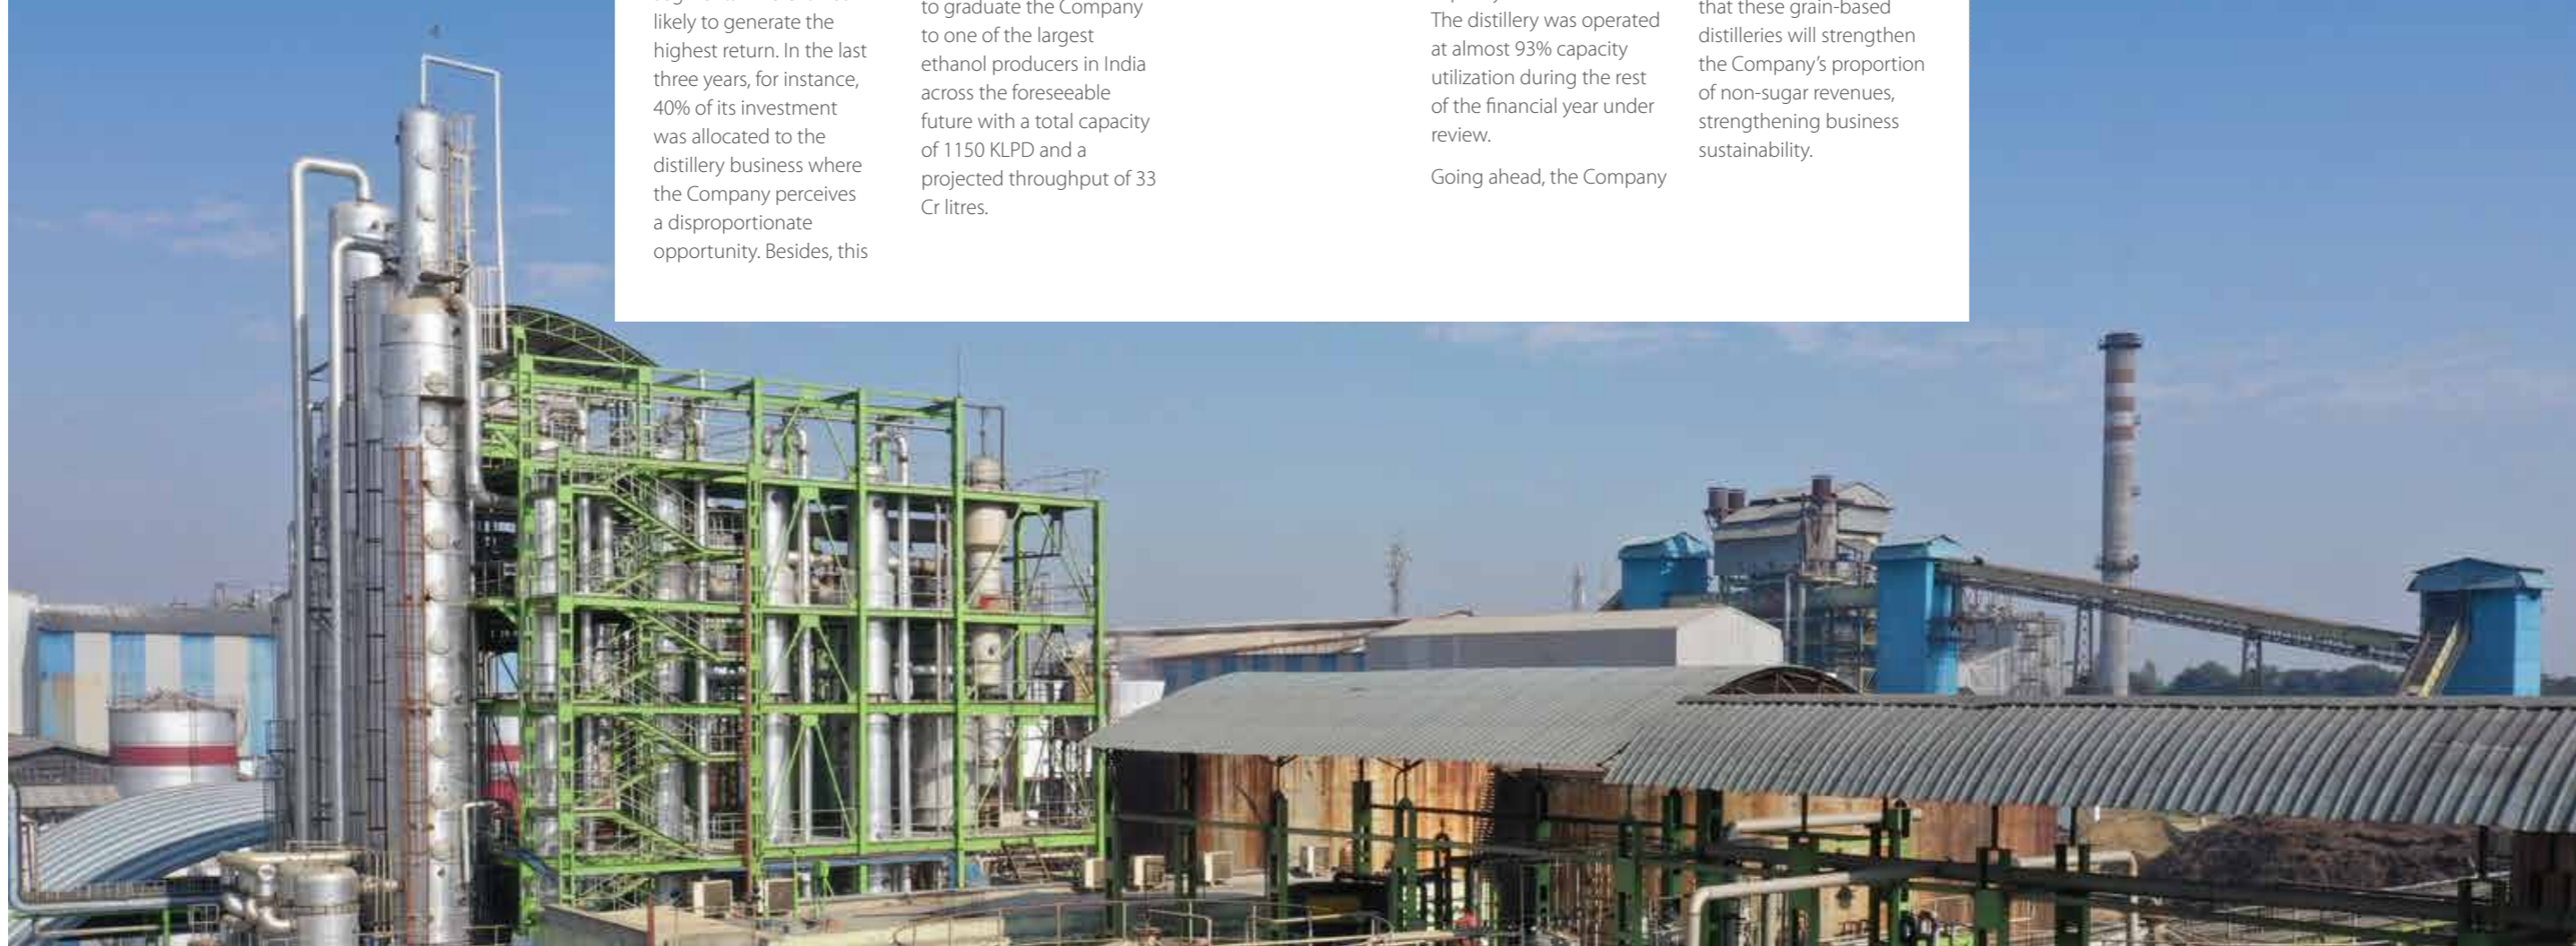 likely to generate the
highest return. In the last
three years, for instance,
40% of its investment
was allocated to the
distillery business where
the Company perceives
a disproportionate
opportunity. Besides, this
to graduate the Company
to one of the largest
ethanol producers in India
across the foreseeable
future with a total capacity
of 1150 KLPD and a
projected throughput of 33
Cr litres.
The distillery was operated
at almost 93% capacity
utilization during the rest
of the financial year under
review.
Going ahead, the Company
that these grain-based
distilleries will strengthen
the Company’s proportion
of non-sugar revenues,
strengthening business
sustainability.